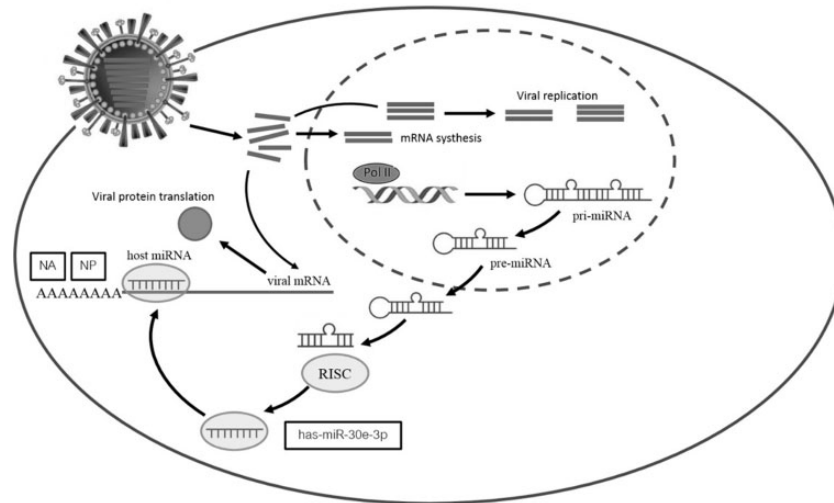 Viral replication
mRNA systhesis
Pol II
pri-miRNA
pre-miRNA
Viral protein translation
host miRNA
NA
NP
viral mRNA
AAAAAAAA
RISC
has-miR-30e-3p